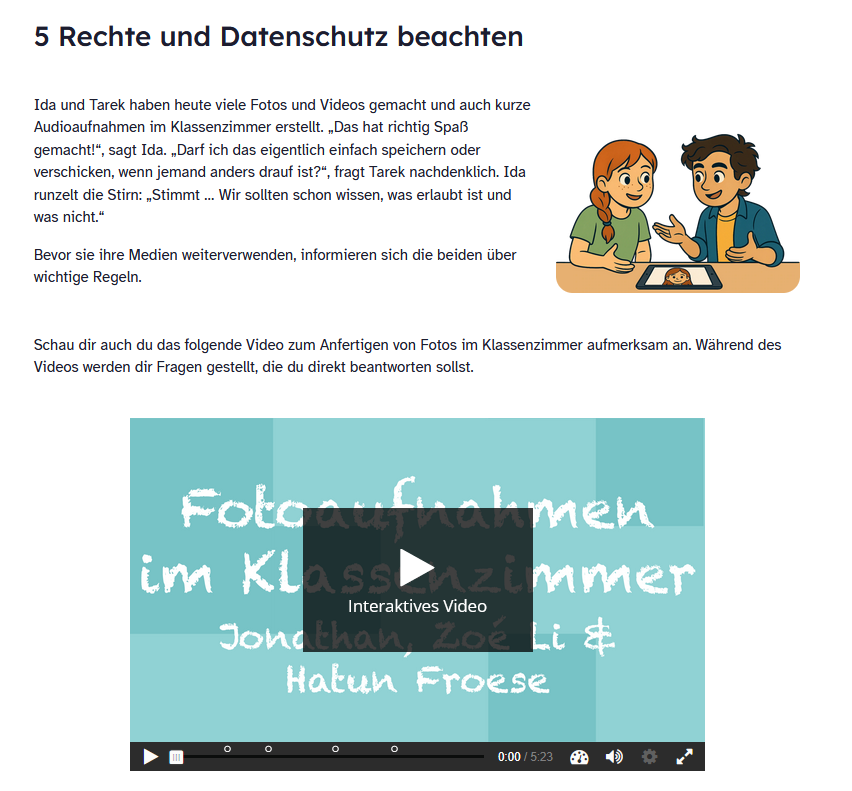 5 Rechte und Datenschutz beachten
Ida und Tarek haben heute viele Fotos und Videos gemacht und auch kurze
Audioaufnahmen im Klassenzimmer erstellt. „Das hat richtig Spaß
gemacht!“, sagt Ida. „Darf ich das eigentlich einfach speichern oder
verschicken, wenn jemand anders drauf ist?“, fragt Tarek nachdenklich. Ida
runzelt die Stirn: „Stimmt ... Wir sollten schon wissen, was erlaubt ist und
was nicht.“
Bevor sie ihre Medien weiterverwenden, informieren sich die beiden über
wichtige Regeln.
Schau dir auch du das folgende Video zum Anfertigen von Fotos im Klassenzimmer aufmerksam an. Während des
Videos werden dir Fragen gestellt, die du direkt beantworten sollst.
Fotoaufnahmen
im Klassenzimmer
Interaktives Video
Jonathan, Zoé Li &
Hatun Froese
0:00 / 5:23